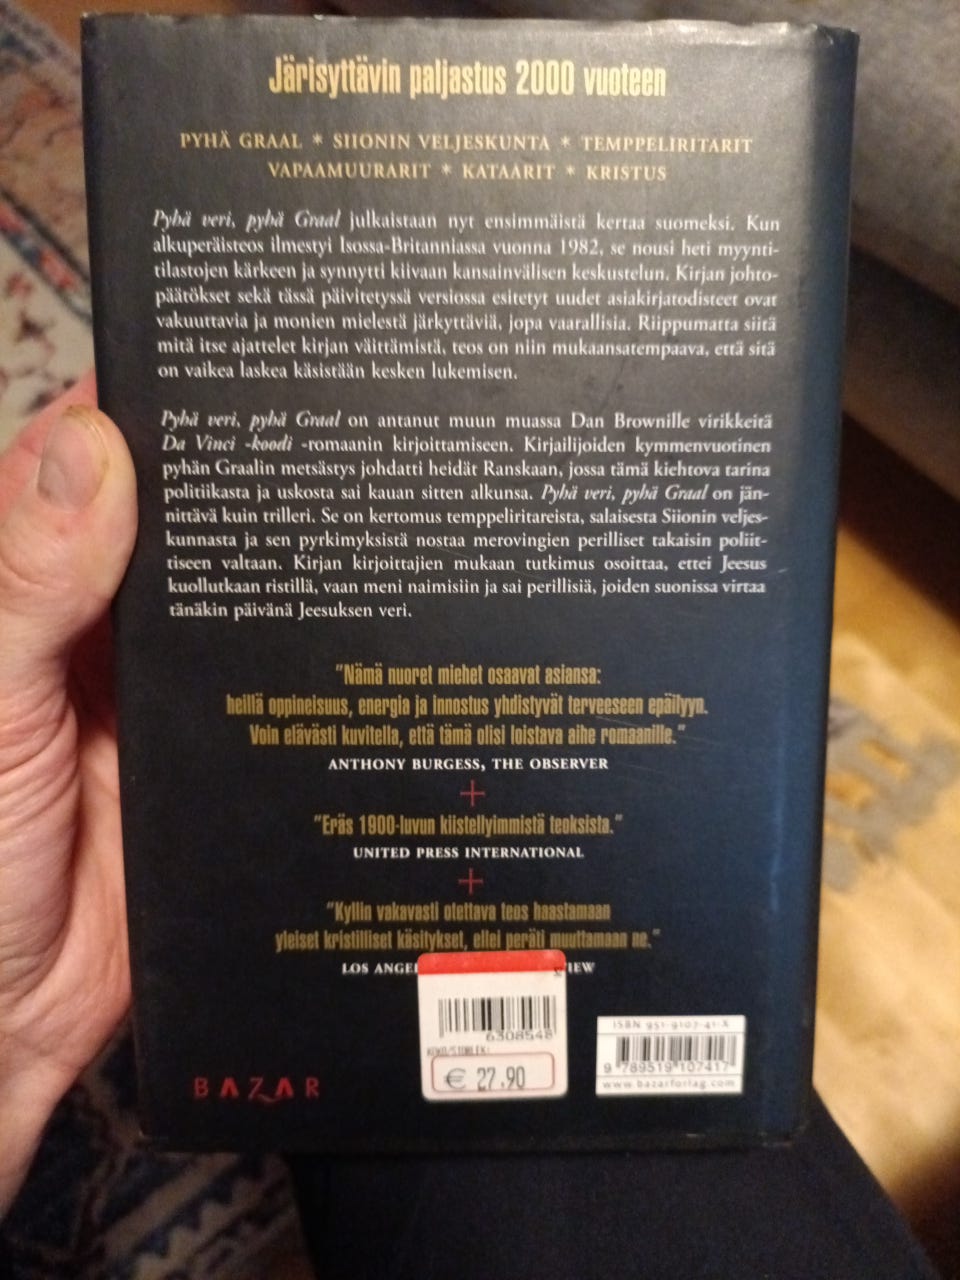 Järisyttävin paljastus 2000 vuoteen
PYHÄ GRAAL * SIIONIN VELJESKUNTA * TEMPPELIRITARIT
VAPAAMUURARIT * KATAARIT * KRISTUS
Pyhä veri, pyhä Graal julkaistaan nyt ensimmäistä kertaa suomeksi. Kun
alkuperäisteos ilmestyi Isossa-Britanniassa vuonna 1982, se nousi heti myynti-
tilastojen kärkeen ja synnytti kiivaan kansainvälisen keskustelun. Kirjan johto-
päätökset sekä tässä päivitetyssä versiossa esitetyt uudet asiakirjatodisteet ovat
vakuuttavia ja monien mielestä järkyttäviä, jopa vaarallisia. Riippumatta siitä
mitä itse ajattelet kirjan väittämistä, teos on niin mukaansatempaava, että sitä
on vaikea laskea käsistään kesken lukemisen.
Pyhä veri, pyhä Graal on antanut muun muassa Dan Brownille virikkeitä
Da Vinci -koodi -romaanin kirjoittamiseen. Kirjailijoiden kymmenvuotinen
pyhän Graalin metsästys johdatti heidät Ranskaan, jossa tämä kiehtova tarina
politiikasta ja uskosta sai kauan sitten alkunsa. Pyhä veri, pyhä Graal on jän-
nittävä kuin trilleri. Se on kertomus temppeliritareista, salaisesta Siionin veljes-
kunnasta ja sen pyrkimyksistä nostaa merovingien perilliset takaisin poliit-
tiseen valtaan. Kirjan kirjoittajien mukaan tutkimus osoittaa, ettei Jeesus
kuollutkaan ristillä, vaan meni naimisiin ja sai perillisiä, joiden suonissa virtaa
tänäkin päivänä Jeesuksen veri.
"Nämä nuoret miehet osaavat asiansa:
heillä oppineisuus, energia ja innostus yhdistyvät terveeseen epäilyyn.
Voin elävästi kuvitella, että tämä olisi loistava aihe romaanille."
ANTHONY BURGESS, THE OBSERVER
"Eräs 1900-luvun kiistellyimmistä teoksista."
UNITED PRESS INTERNATIONAL
"Kyllin vakavasti otettava teos haastamaan
yleiset kristilliset käsitykset, ellei peräti muuttamaan ne."
LOS
6308548
€ 27.90
BAZAR
ISBN 951-9107-41-X
9 789519 107417
www.bazarforlag.com